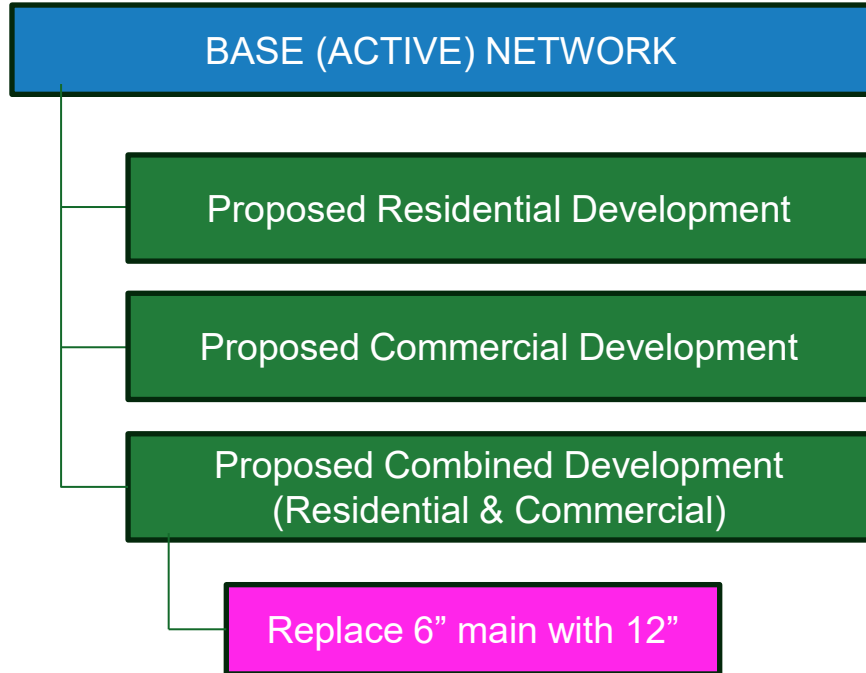 BASE (ACTIVE) NETWORK
Proposed Residential Development
Proposed Commercial Development
Proposed Combined Development
(Residential & Commercial)
Replace 6” main with 12”